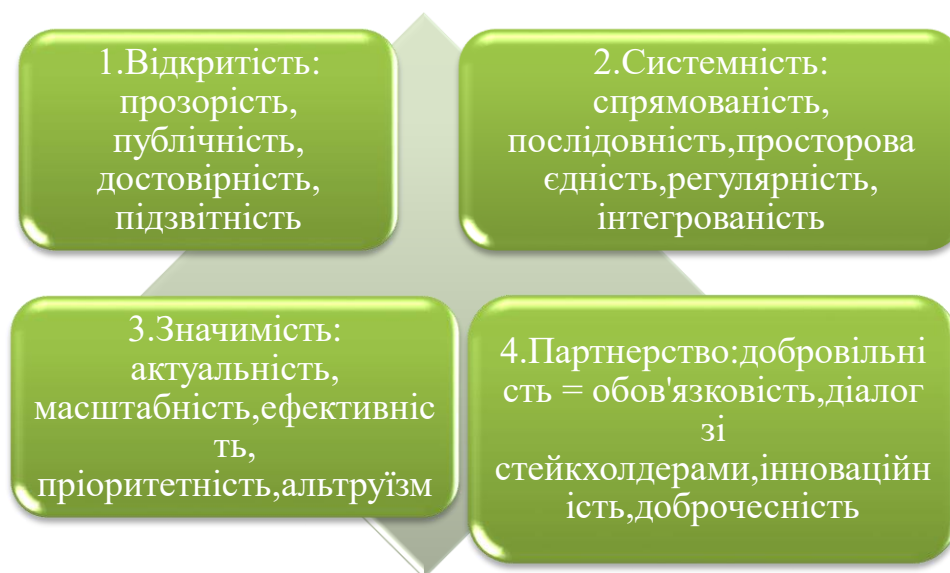 1.Відкритість:
прозорість,
публічність,
достовірність,
підзвітність
2.Системність:
спрямованість,
послідовність,просторова
єдність,регулярність,
інтегрованість
3.Значимість:
актуальність,
масштабність,ефективніс
ть,
пріоритетність,альтруїзм
4.Партнерство:добровільні
сть = обов'язковість,діалог
зі
стейкхолдерами,інноваційн
ість,доброчесність